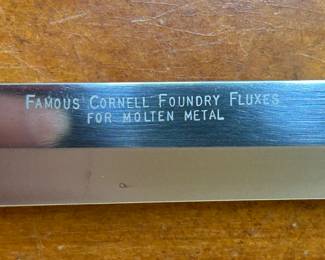 Famous Cornell Foundry Fluxes
for molten metal